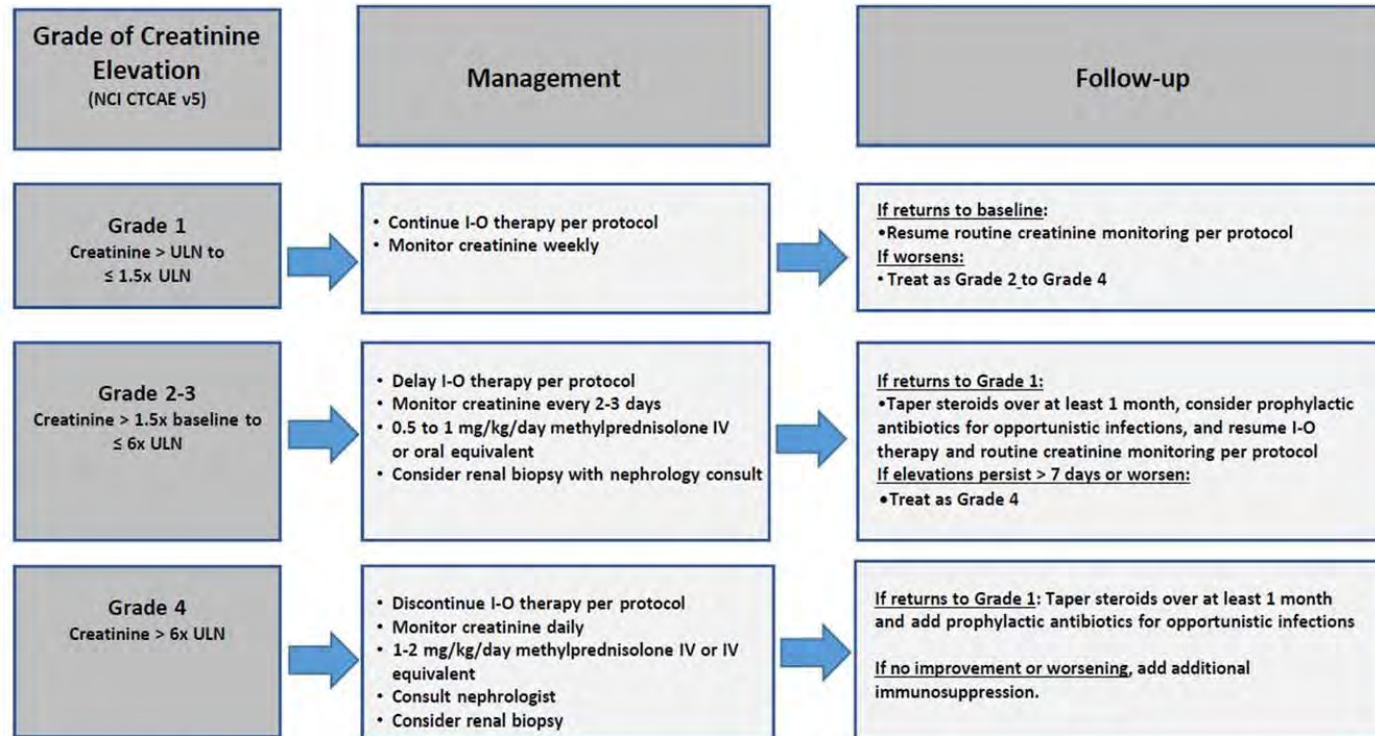 Grade of Creatinine
Elevation
(NCI CTCAE v5)
Management
Follow-up
Grade 1
Creatinine > ULN to
≤ 1.5x ULN
• Continue I-O therapy per protocol
• Monitor creatinine weekly
If returns to baseline:
•Resume routine creatinine monitoring per protocol
If worsens:
• Treat as Grade 2 to Grade 4
Grade 2-3
Creatinine > 1.5x baseline to
≤ 6x ULN
• Delay I-O therapy per protocol
• Monitor creatinine every 2-3 days
• 0.5 to 1 mg/kg/day methylprednisolone IV
or oral equivalent
• Consider renal biopsy with nephrology consult
If returns to Grade 1:
•Taper steroids over at least 1 month, consider prophylactic
antibiotics for opportunistic infections, and resume I-O
therapy and routine creatinine monitoring per protocol
If elevations persist > 7 days or worsen:
•Treat as Grade 4
Grade 4
Creatinine > 6x ULN
• Discontinue I-O therapy per protocol
• Monitor creatinine daily
• 1-2 mg/kg/day methylprednisolone IV or IV
equivalent
• Consult nephrologist
• Consider renal biopsy
If returns to Grade 1: Taper steroids over at least 1 month
and add prophylactic antibiotics for opportunistic infections
If no improvement or worsening, add additional
immunosuppression.